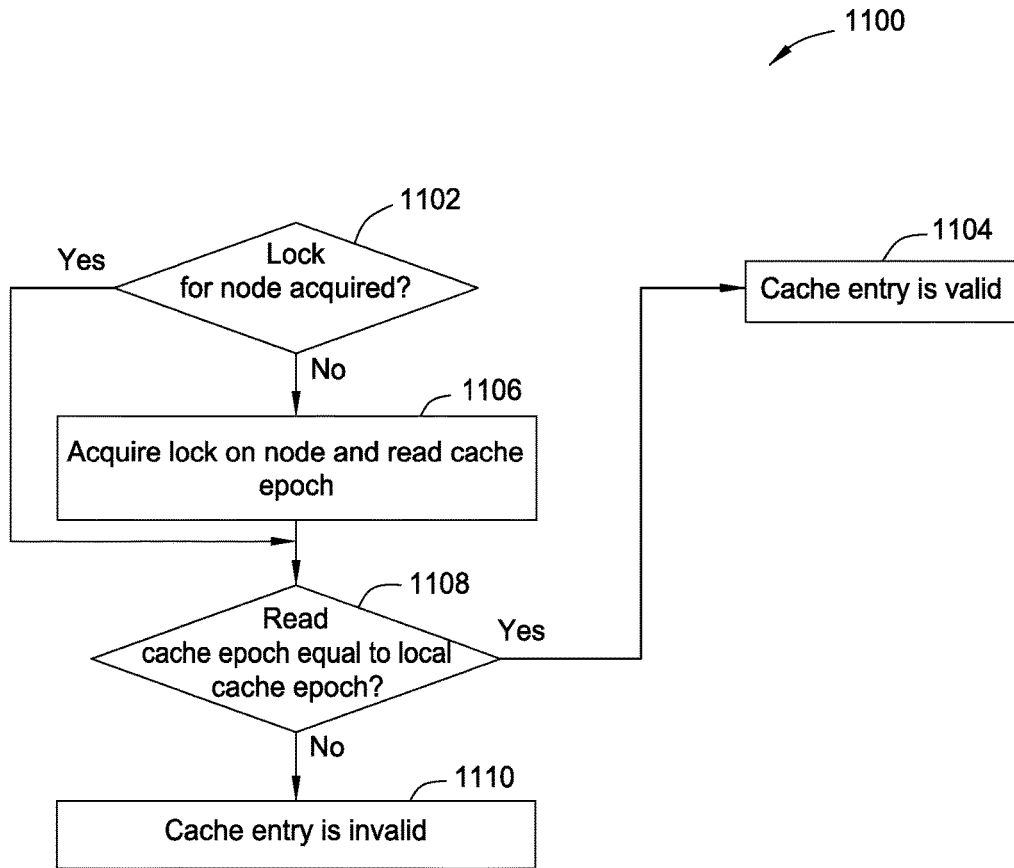 1100
1102
Yes
Lock
for node acquired?
1104
Cache entry is valid
No
1106
Acquire lock on node and read cache
epoch
1108
Read
cache epoch equal to local
cache epoch?
Yes
No
1110
Cache entry is invalid